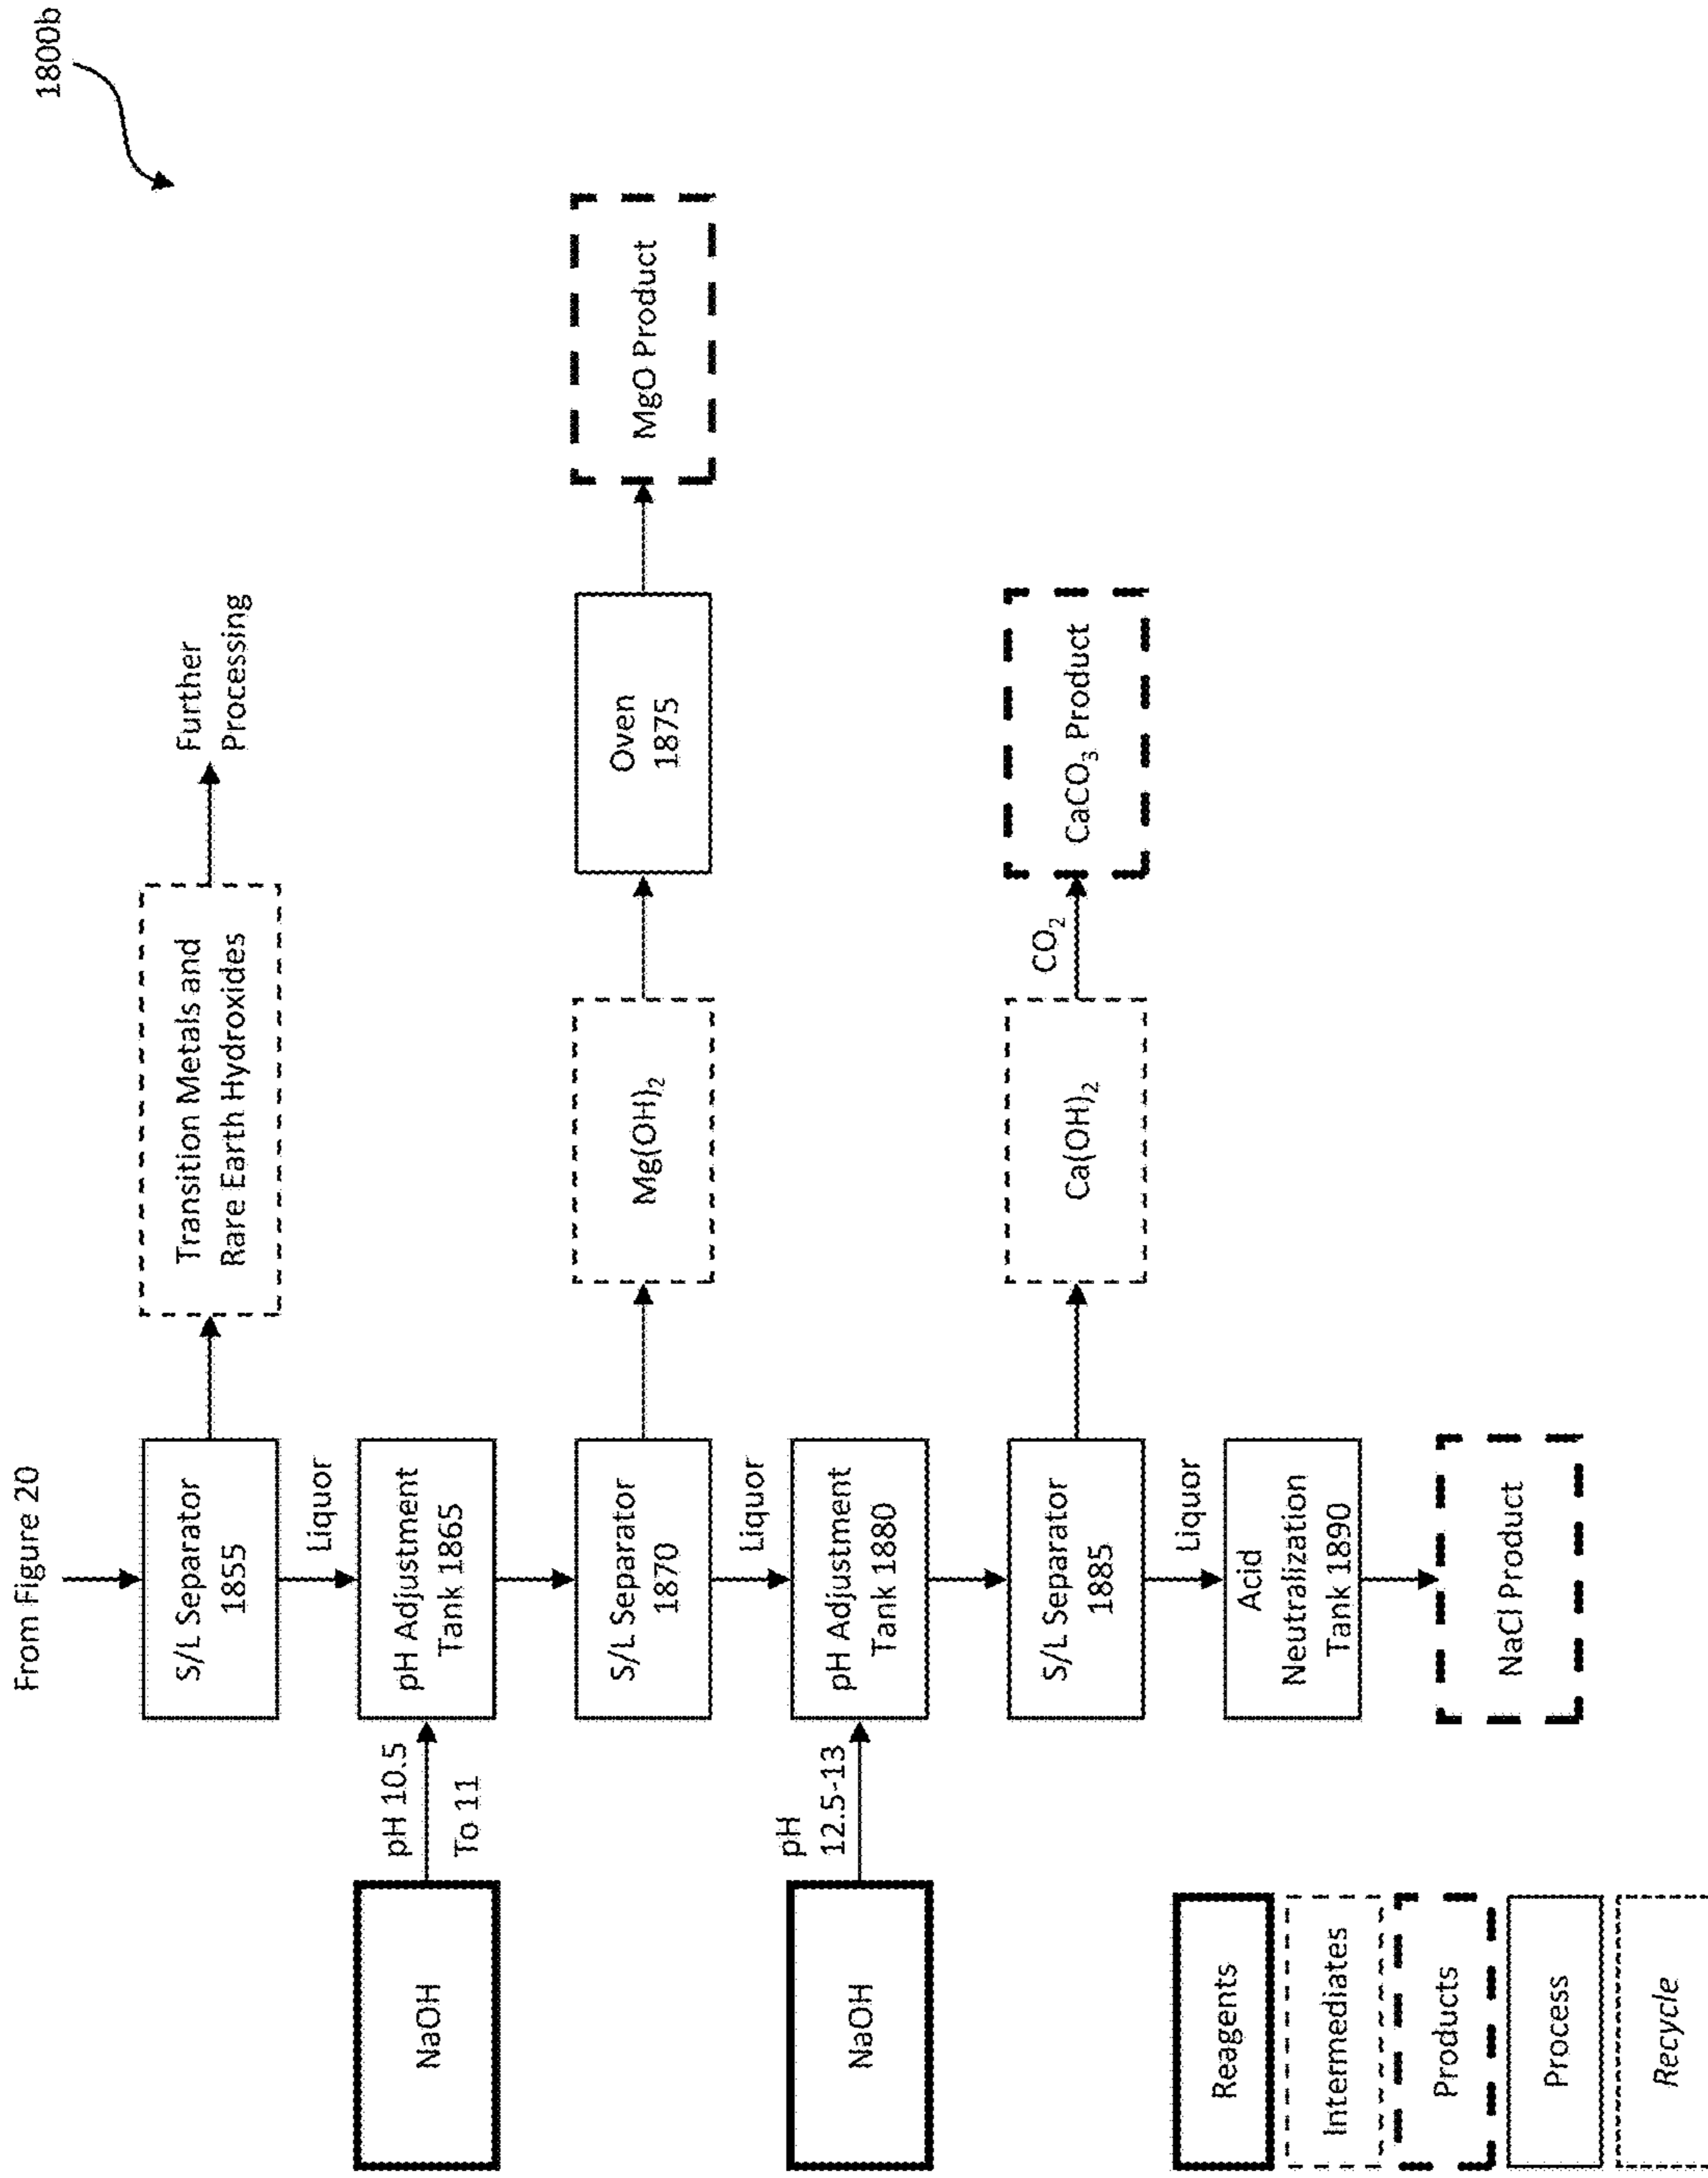 1800b
From Figure 20
S/L Separator
1855
Transition Metals and
Rare Earth Hydroxides
Further
Processing
Liquor
NaOH
pH 10.5
To 11
pH Adjustment
Tank 1865
S/L Separator
1870
Mg(OH)₂
Oven
1875
MgO Product
Liquor
NaOH
pH
12.5-13
pH Adjustment
Tank 1880
S/L Separator
1885
Ca(OH)₂
CO₂
CaCO₃ Product
Liquor
Acid
Neutralization
Tank 1890
NaCl Product
Reagents
Intermediates
Products
Process
Recycle